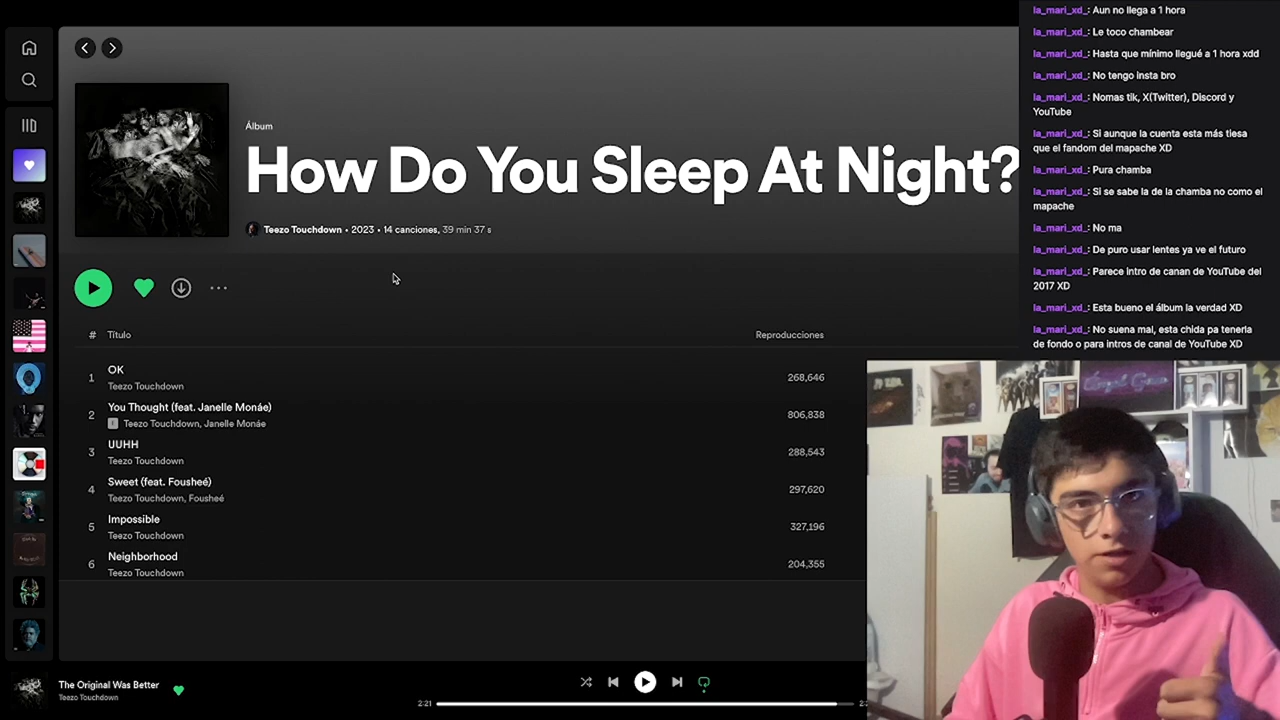 Álbum
How Do You Sleep At Night?
Teezo Touchdown • 2023 • 14 canciones, 39 min 37 s
# Título Reproducciones
1 OK 268,646
Teezo Touchdown
2 You Thought (feat. Janelle Monáe) 806,838
E Teezo Touchdown, Janelle Monáe
3 UUHH 288,543
Teezo Touchdown
4 Sweet (feat. Fousheé) 297,620
Teezo Touchdown, Fousheé
5 Impossible 327,196
Teezo Touchdown
6 Neighborhood 204,355
Teezo Touchdown
The Original Was Better
Teezo Touchdown
2:21
la_mari_xd_: Aun no llega a 1 hora
la_mari_xd_: Le toco chambear
la_mari_xd_: Hasta que mínimo llegué a 1 hora xdd
la_mari_xd_: No tengo insta bro
la_mari_xd_: Nomas tik, X(Twitter), Discord y
YouTube
la_mari_xd_: Si aunque la cuenta esta más tiesa
que el fandom del mapache XD
la_mari_xd_: Pura chamba
la_mari_xd_: Si se sabe la de la chamba no como el
mapache
la_mari_xd_: No ma
la_mari_xd_: De puro usar lentes ya ve el futuro
la_mari_xd_: Parece intro de canan de YouTube del
2017 XD
la_mari_xd_: Esta bueno el álbum la verdad XD
la_mari_xd_: No suena mal, esta chida pa tenerla
de fondo o para intros de canal de YouTube XD